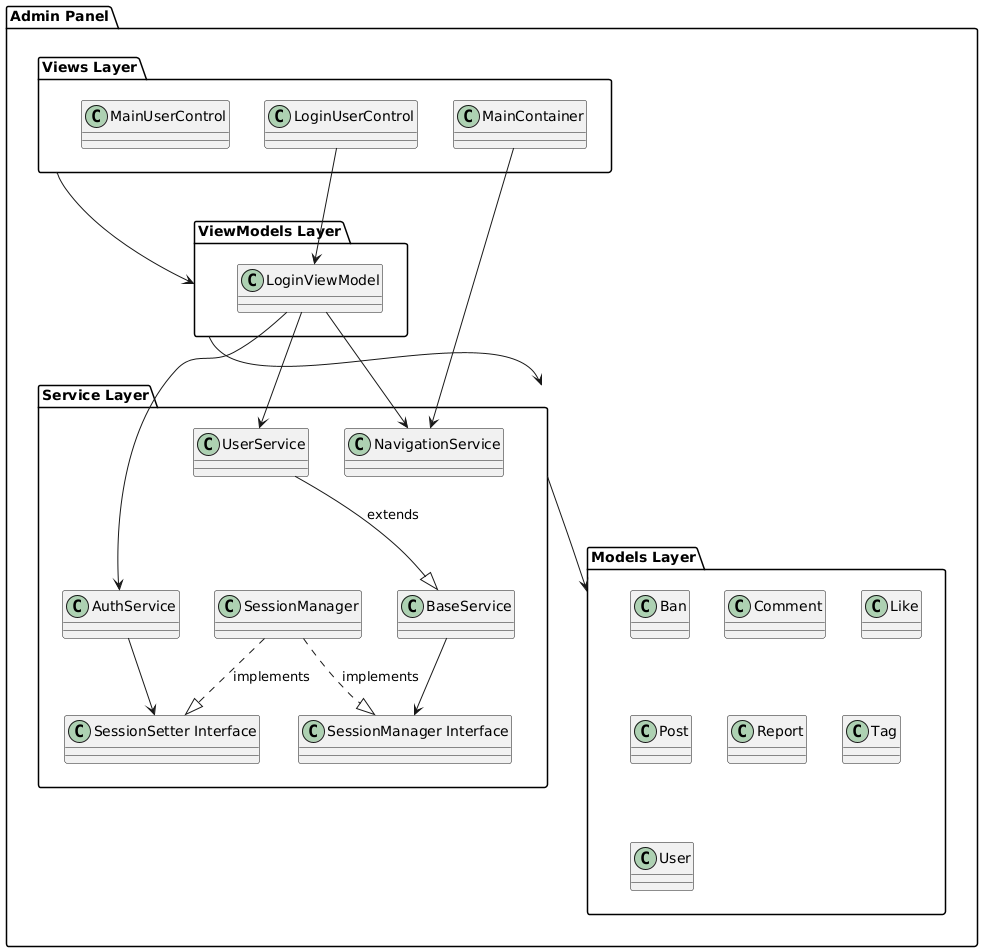 Admin Panel
Views Layer
C MainUserControl
C LoginUserControl
C MainContainer
ViewModels Layer
C LoginViewModel
Service Layer
C UserService
C NavigationService
extends
Models Layer
C AuthService
C SessionManager
C BaseService
C Ban
C Comment
C Like
implements
implements
C SessionSetter Interface
C SessionManager Interface
C Post
C Report
C Tag
C User